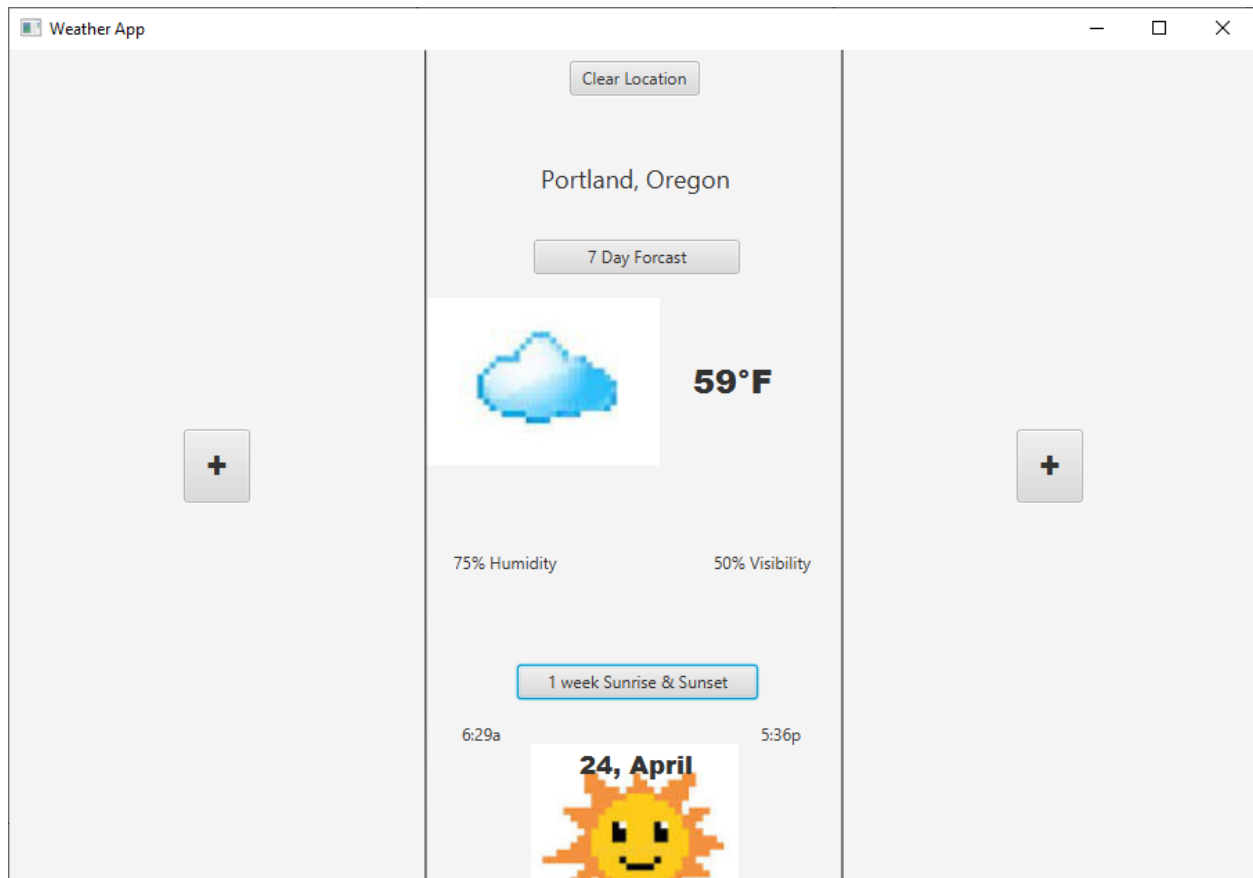 Weather App
Clear Location
Portland, Oregon
7 Day Forcast
59°F
+
+
75% Humidity
50% Visibility
1 week Sunrise & Sunset
6:29a
5:36p
24, April